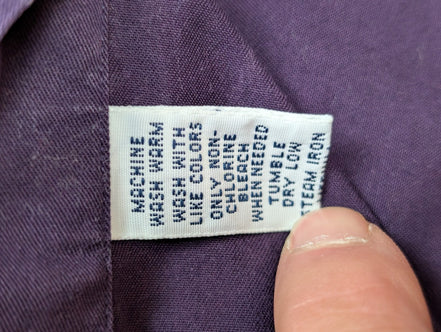 MACHINE
WASH WARM
WASH WITH
LIKE COLORS
ONLY NON-
CHLORINE
BLEACH
WHEN NEEDED
TUMBLE
DRY LOW
STEAM IRON